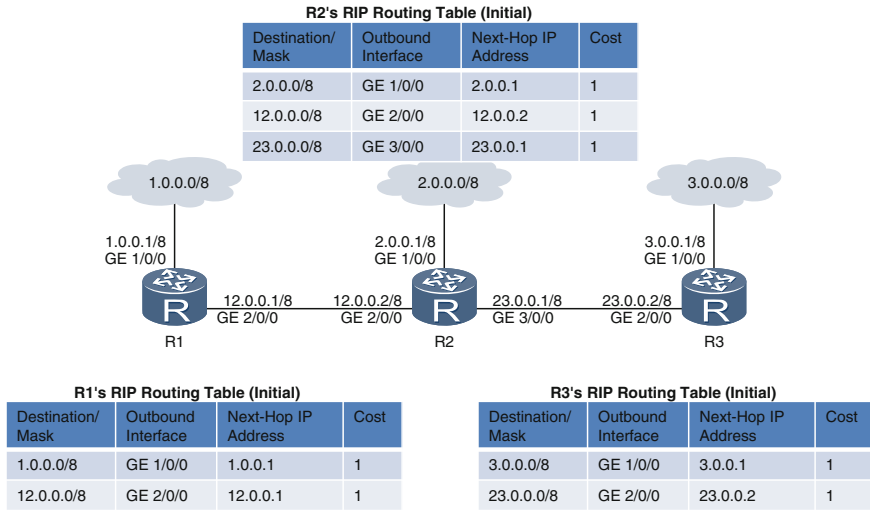 R2's RIP Routing Table (Initial)
Destination/ Outbound Next-Hop IP Cost
Mask Interface Address
2.0.0.0/8 GE 1/0/0 2.0.0.1 1
12.0.0.0/8 GE 2/0/0 12.0.0.2 1
23.0.0.0/8 GE 3/0/0 23.0.0.1 1
1.0.0.0/8 2.0.0.0/8 3.0.0.0/8
1.0.0.1/8 2.0.0.1/8 3.0.0.1/8
GE 1/0/0 GE 1/0/0 GE 1/0/0
R R R
12.0.0.1/8 12.0.0.2/8 23.0.0.1/8 23.0.0.2/8
GE 2/0/0 GE 2/0/0 GE 3/0/0 GE 2/0/0
R1 R2 R3
R1's RIP Routing Table (Initial)
Destination/ Outbound Next-Hop IP Cost
Mask Interface Address
1.0.0.0/8 GE 1/0/0 1.0.0.1 1
12.0.0.0/8 GE 2/0/0 12.0.0.1 1
R3's RIP Routing Table (Initial)
Destination/ Outbound Next-Hop IP Cost
Mask Interface Address
3.0.0.0/8 GE 1/0/0 3.0.0.1 1
23.0.0.0/8 GE 2/0/0 23.0.0.2 1